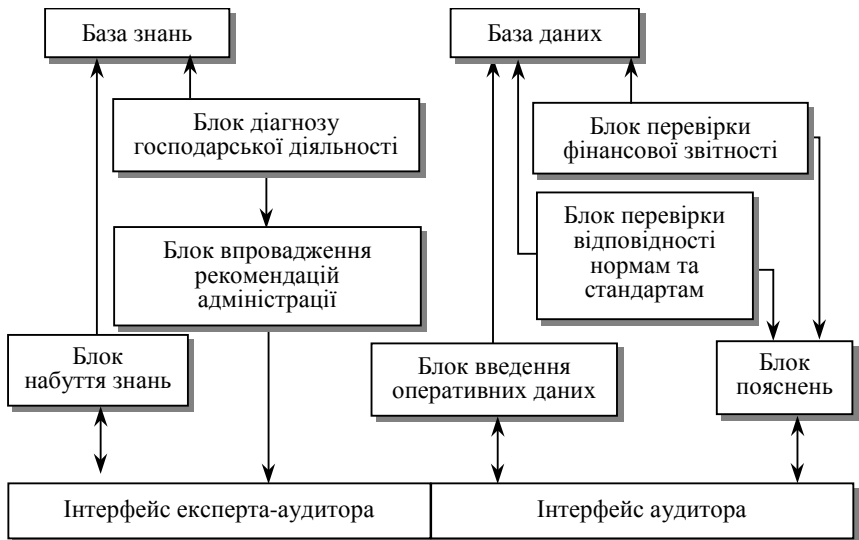 База знань
База даних
Блок діагнозу
господарської діяльності
Блок перевірки
фінансової звітності
Блок впровадження
рекомендацій
адміністрації
Блок перевірки
відповідності
нормам та
стандартам
Блок
набуття знань
Блок введення
оперативних даних
Блок
пояснень
Інтерфейс експерта-аудитора
Інтерфейс аудитора